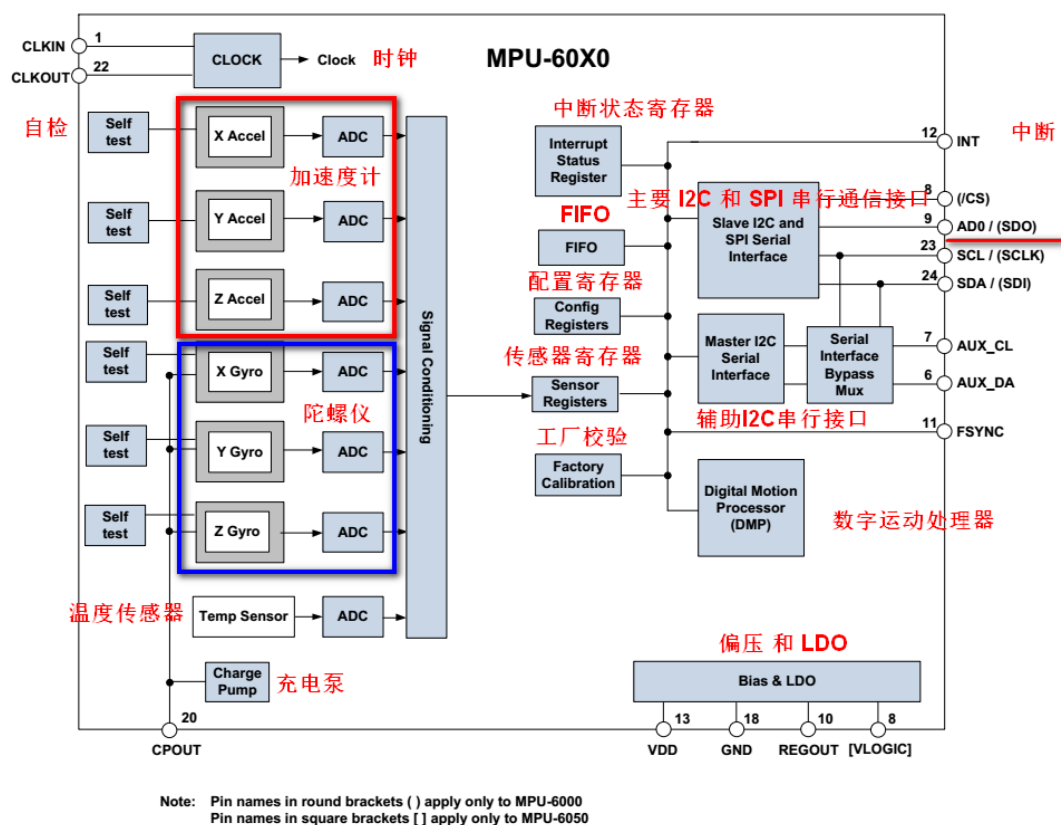 MPU-60X0
CLKIN 1
CLKOUT 22
CLOCK
Clock
时钟
自检
Self
test
X Accel
ADC
加速度计
Self
test
Y Accel
ADC
Self
test
Z Accel
ADC
Self
test
X Gyro
ADC
陀螺仪
Self
test
Y Gyro
ADC
Self
test
Z Gyro
ADC
温度传感器
Temp Sensor
ADC
Charge
Pump
充电泵
20
CPOUT
Signal Conditioning
中断状态寄存器
Interrupt
Status
Register
FIFO
FIFO
配置寄存器
Config
Registers
传感器寄存器
Sensor
Registers
工厂校验
Factory
Calibration
主要 I2C 和 SPI 串行通信接口
Slave I2C and
SPI Serial
Interface
Master I2C
Serial
Interface
Serial
Interface
Bypass
Mux
辅助I2C串行接口
Digital Motion
Processor
(DMP)
数字运动处理器
12 INT
中断
8 (/CS)
9 AD0 / (SDO)
23 SCL / (SCLK)
24 SDA / (SDI)
7 AUX_CL
6 AUX_DA
11 FSYNC
偏压 和 LDO
Bias & LDO
13 18 10 8
VDD GND REGOUT [VLOGIC]
Note: Pin names in round brackets ( ) apply only to MPU-6000
Pin names in square brackets [ ] apply only to MPU-6050